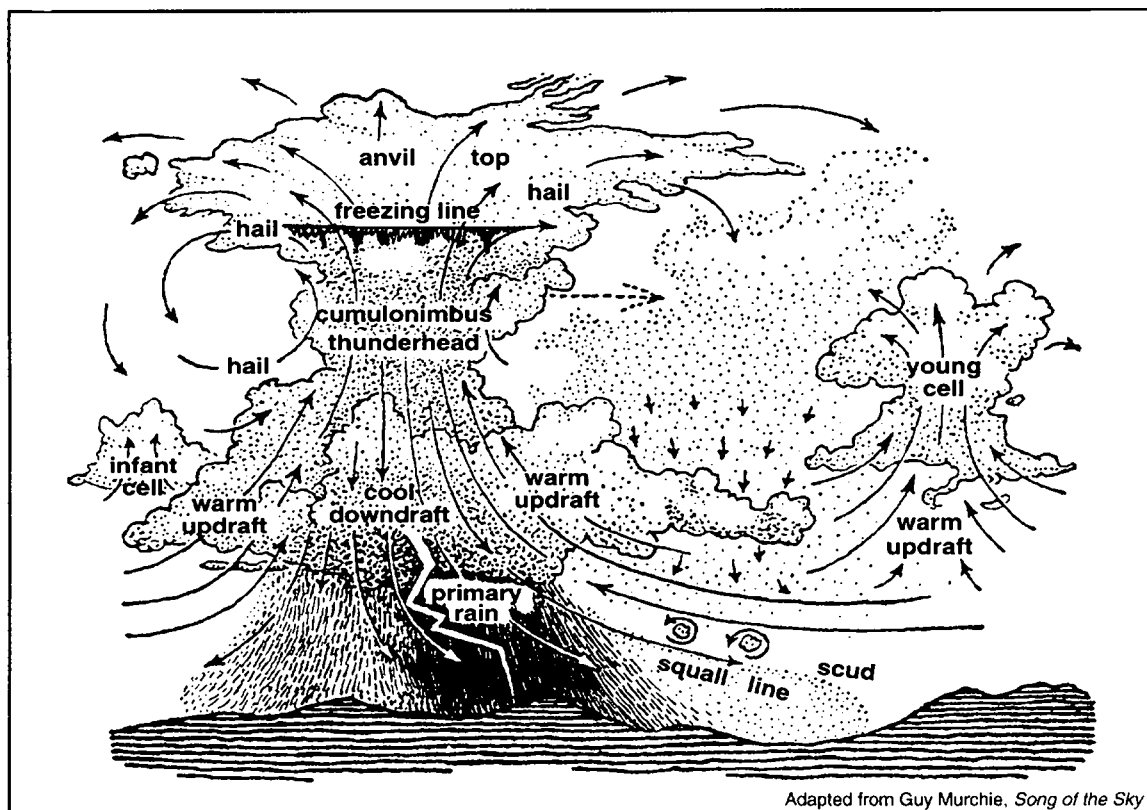 anvil top
hail
freezing line
hail
cumulonimbus
thunderhead
hail
young
cell
infant
cell
warm
updraft
cool
downdraft
warm
updraft
warm
updraft
primary
rain
squall line
scud
Adapted from Guy Murchie, Song of the Sky